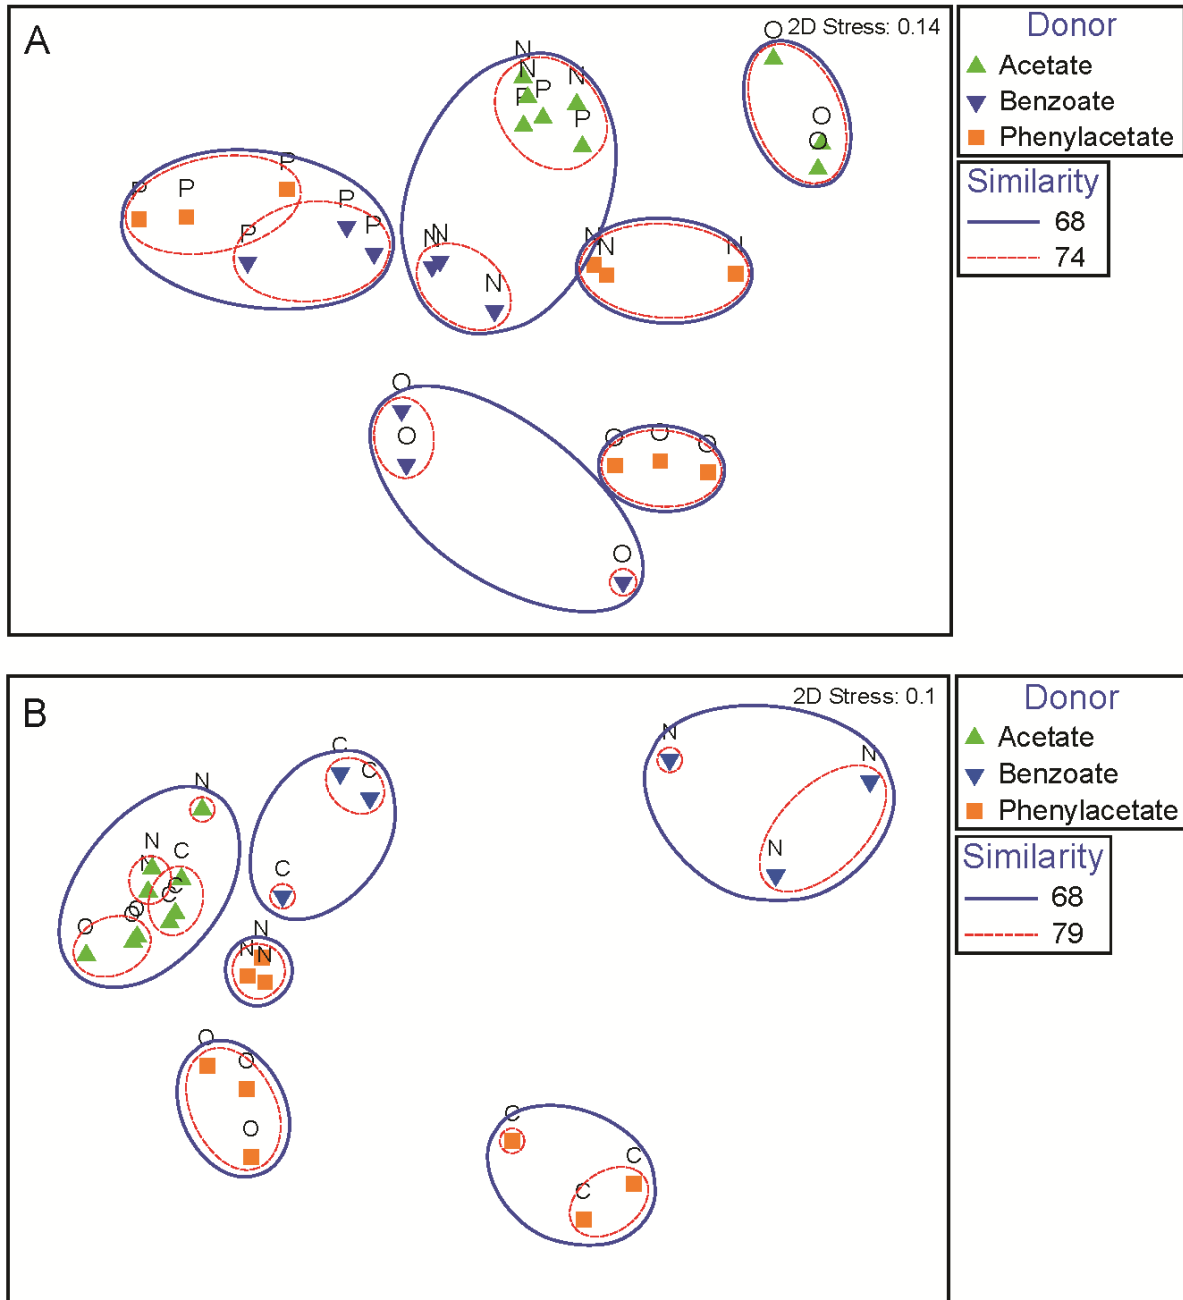 A
2D Stress: 0.14
O
O
O
N
N
N
P
P
P
P
P
P
P
P
P
N
N
N
N
N
N
O
O
O
O
O
O
Donor
Acetate
Benzoate
Phenylacetate
Similarity
68
74
B
2D Stress: 0.1
N
N
N
C
C
C
N
N
N
C
C
C
O
O
O
N
N
N
O
O
O
C
C
C
Donor
Acetate
Benzoate
Phenylacetate
Similarity
68
79